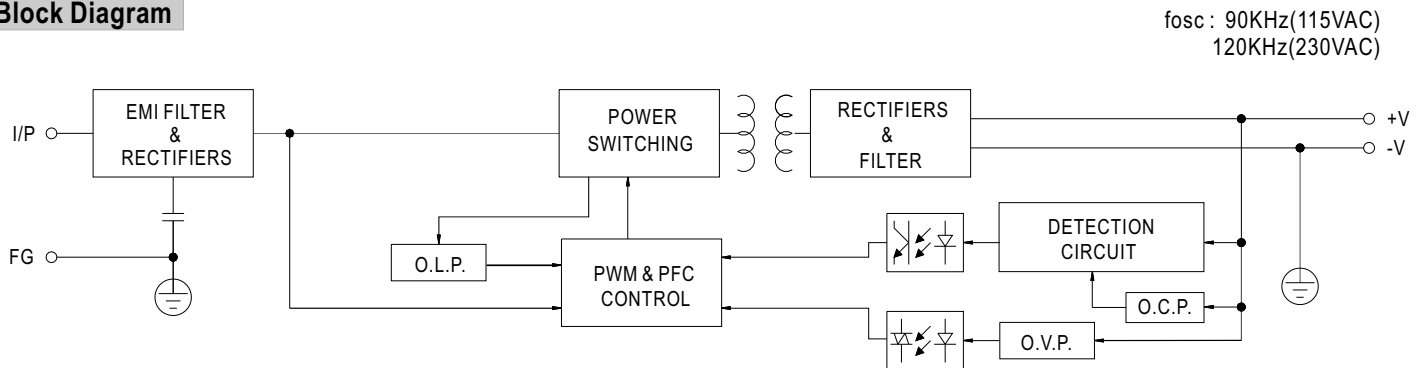 Block Diagram
fosc : 90KHz(115VAC)
120KHz(230VAC)
I/P
EMI FILTER
&
RECTIFIERS
POWER
SWITCHING
RECTIFIERS
&
FILTER
+V
-V
FG
O.L.P.
PWM & PFC
CONTROL
DETECTION
CIRCUIT
O.C.P.
O.V.P.